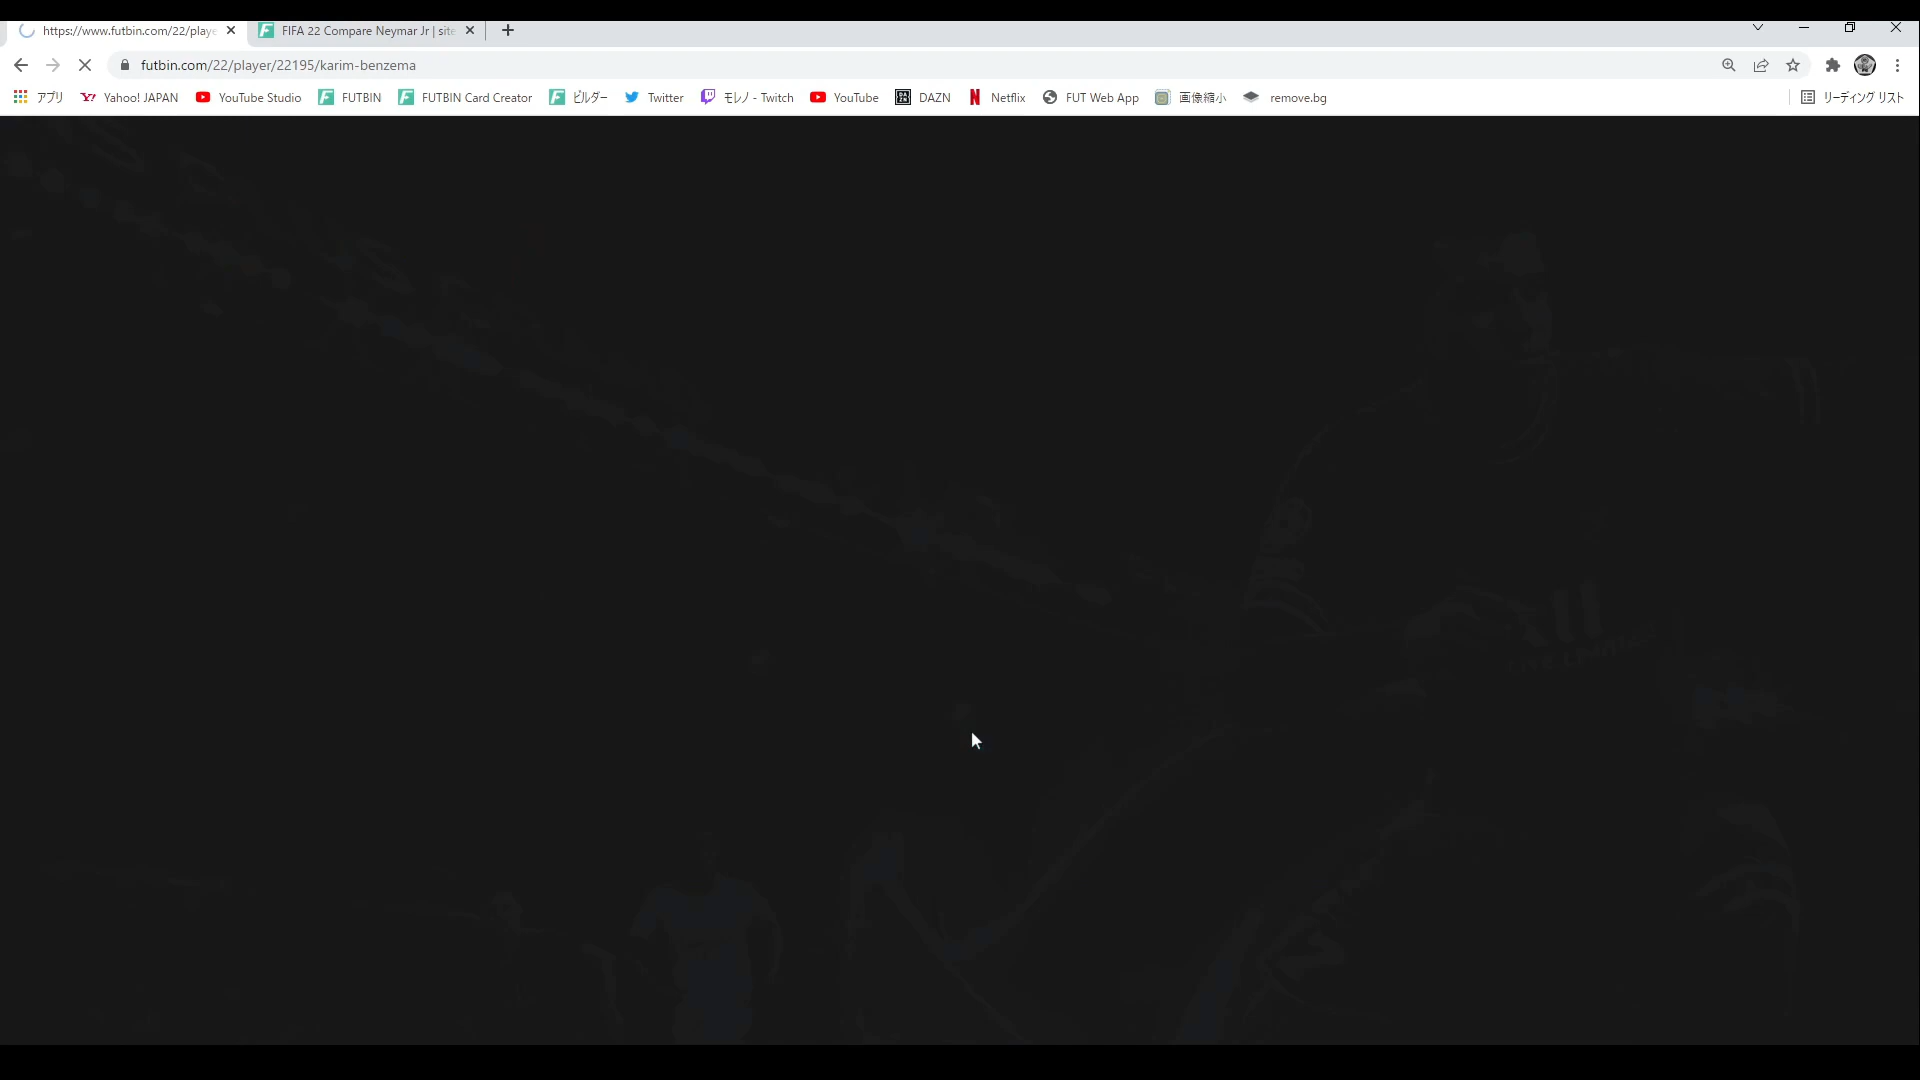 https://www.futbin.com/22/playe
FIFA 22 Compare Neymar Jr | site
futbin.com/22/player/22195/karim-benzema
アプリ Yahoo! JAPAN YouTube Studio FUTBIN FUTBIN Card Creator ビルダー Twitter モレノ - Twitch YouTube DAZN Netflix FUT Web App 画像縮小 remove.bg リーディング リスト